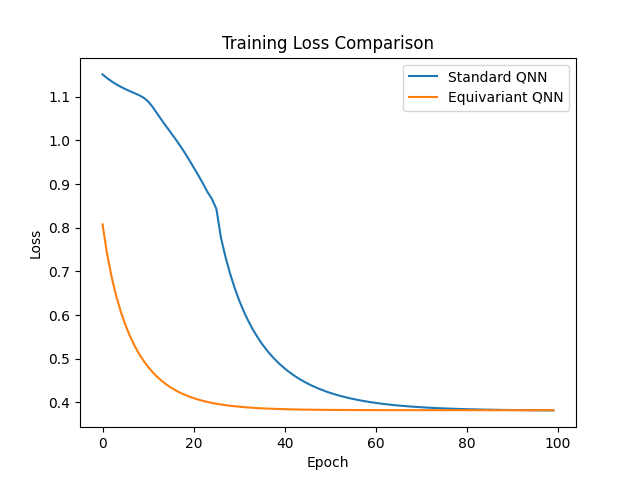 Training Loss Comparison
Standard QNN
Equivariant QNN
1.1
1.0
0.9
0.8
0.7
0.6
0.5
0.4
Loss
0 20 40 60 80 100
Epoch